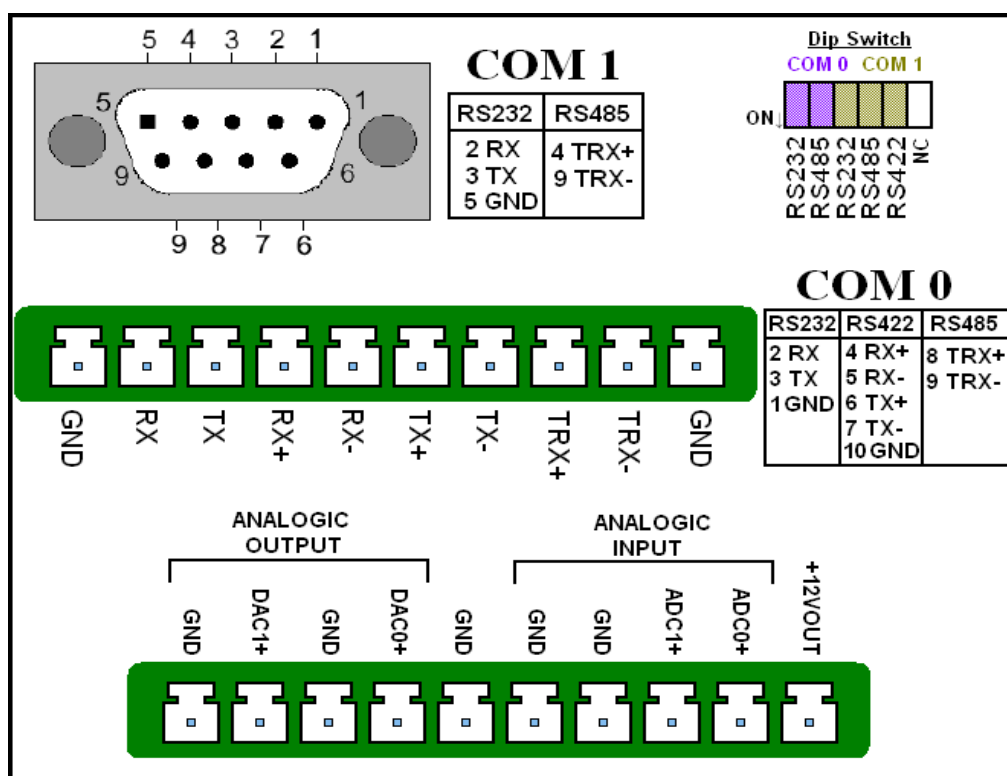 5 4 3 2 1
5 1
9 6
9 8 7 6
COM 1
RS232 RS485
2 RX 4 TRX+
3 TX 9 TRX-
5 GND
Dip Switch
COM 0 COM 1
ON↓
RS232 RS485 RS232 RS485 RS422 NC
COM 0
RS232 RS422 RS485
2 RX 4 RX+ 8 TRX+
3 TX 5 RX- 9 TRX-
1 GND 6 TX+
7 TX-
10 GND
GND RX TX RX+ RX- TX+ TX- TRX+ TRX- GND
ANALOGIC OUTPUT
ANALOGIC INPUT
GND DAC1+ GND DAC0+ GND GND GND ADC1+ ADC0+ +12VOUT